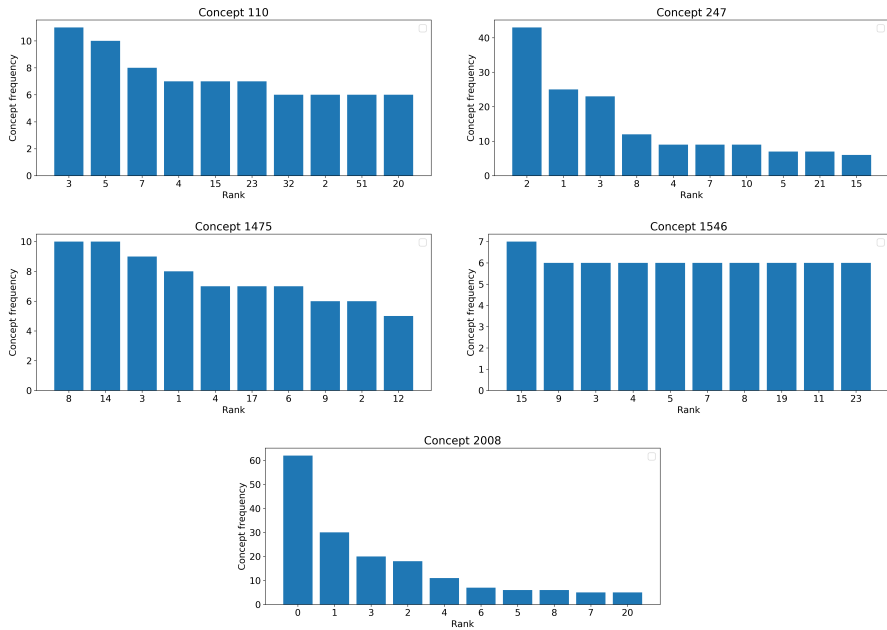 Concept 110
Concept frequency
10
8
6
4
2
0
3 5 7 4 15 23 32 2 51 20
Rank
Concept 247
Concept frequency
40
30
20
10
0
2 1 3 8 4 7 10 5 21 15
Rank
Concept 1475
Concept frequency
10
8
6
4
2
0
8 14 3 1 4 17 6 9 2 12
Rank
Concept 1546
Concept frequency
7
6
5
4
3
2
1
0
15 9 3 4 5 7 8 19 11 23
Rank
Concept 2008
Concept frequency
60
50
40
30
20
10
0
0 1 3 2 4 6 5 8 7 20
Rank